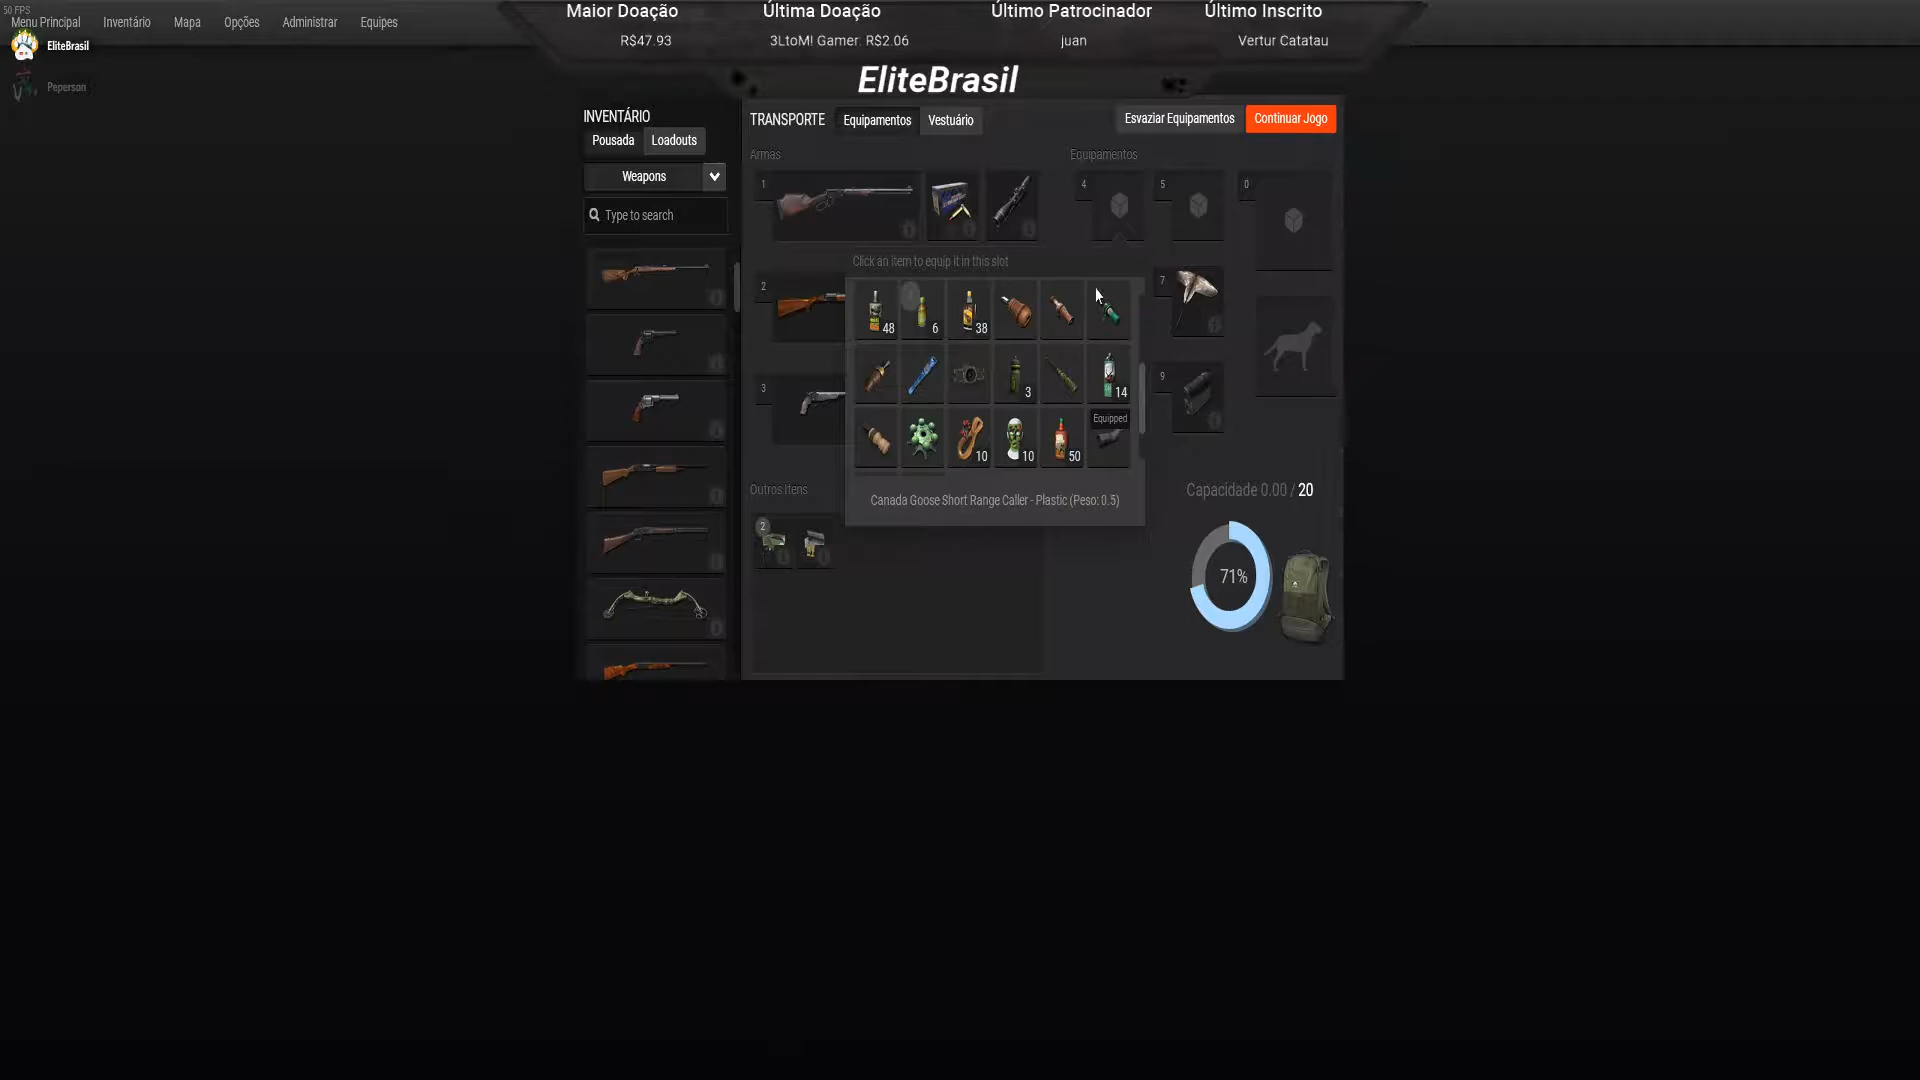 50 FPS
Menu Principal
Inventário
Mapa
Opções
Administrar
Equipes
EliteBrasil
Peperson
Maior Doação
Última Doação
Último Patrocinador
Último Inscrito
R$47.93
3LtoM! Gamer: R$2.06
juan
Vertur Catatau
EliteBrasil
INVENTÁRIO
Pousada
Loadouts
Weapons
Type to search
TRANSPORTE
Equipamentos
Vestuário
Esvaziar Equipamentos
Continuar Jogo
Armas
Equipamentos
1
4
5
0
Click an item to equip it in this slot
2
7
48
6
38
3
9
3
14
Equipped
10
10
50
Canada Goose Short Range Caller - Plastic (Peso: 0.5)
Outros Itens
2
Capacidade 0.00 / 20
71%